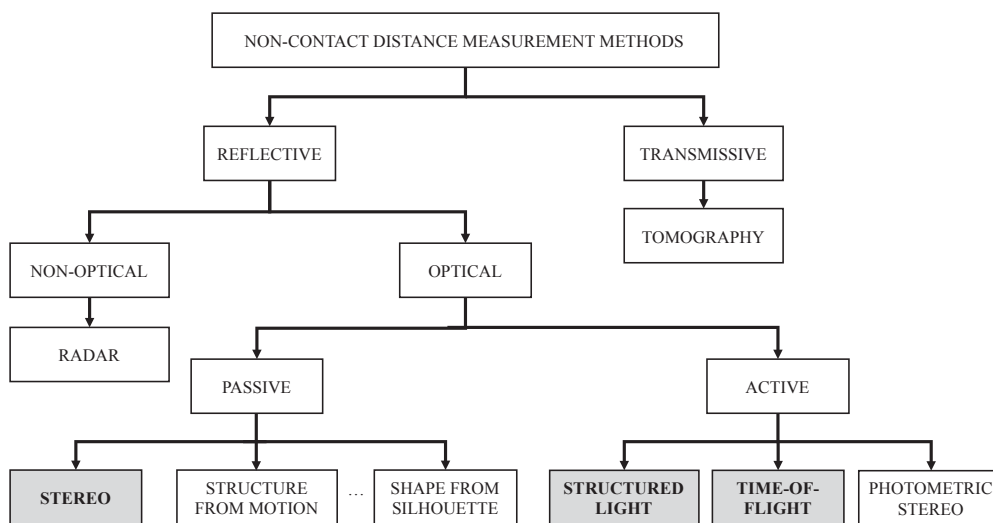 NON-CONTACT DISTANCE MEASUREMENT METHODS
REFLECTIVE
TRANSMISSIVE
TOMOGRAPHY
NON-OPTICAL
OPTICAL
RADAR
PASSIVE
ACTIVE
STEREO
STRUCTURE
FROM MOTION
...
SHAPE FROM
SILHOUETTE
STRUCTURED
LIGHT
TIME-OF-
FLIGHT
PHOTOMETRIC
STEREO